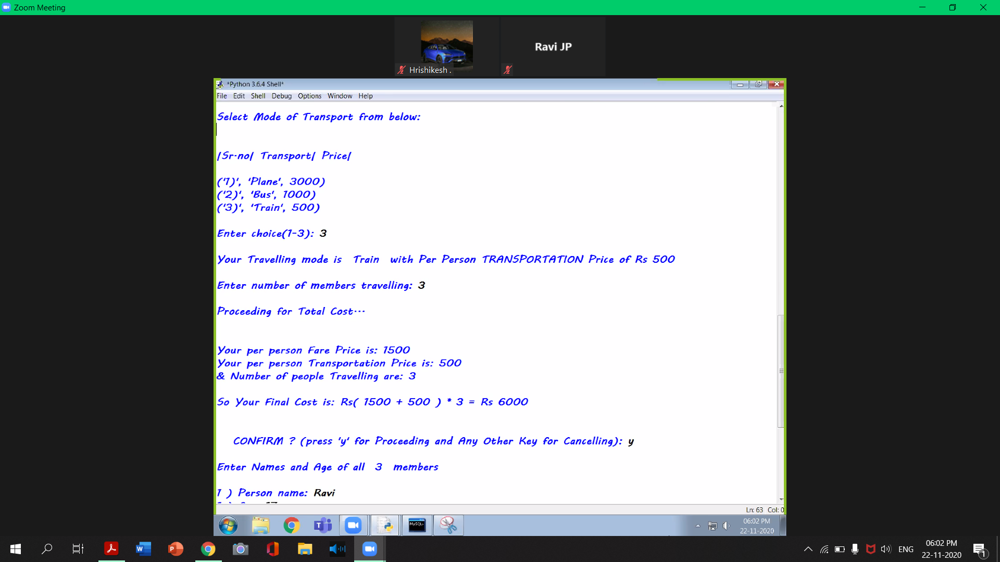 Zoom Meeting
Hrishikesh .
Ravi JP
*Python 3.6.4 Shell*
File Edit Shell Debug Options Window Help
Select Mode of Transport from below:
|Sr.no| Transport| Price|
('1)', 'Plane', 3000)
('2)', 'Bus', 1000)
('3)', 'Train', 500)
Enter choice(1-3): 3
Your Travelling mode is Train with Per Person TRANSPORTATION Price of Rs 500
Enter number of members travelling: 3
Proceeding for Total Cost...
Your per person Fare Price is: 1500
Your per person Transportation Price is: 500
& Number of people Travelling are: 3
So Your Final Cost is: Rs( 1500 + 500 ) * 3 = Rs 6000
CONFIRM ? (press 'y' for Proceeding and Any Other Key for Cancelling): y
Enter Names and Age of all 3 members
1 ) Person name: Ravi
Ln: 63 Col: 0
MySQL>
06:02 PM
22-11-2020
ENG
06:02 PM
22-11-2020
1